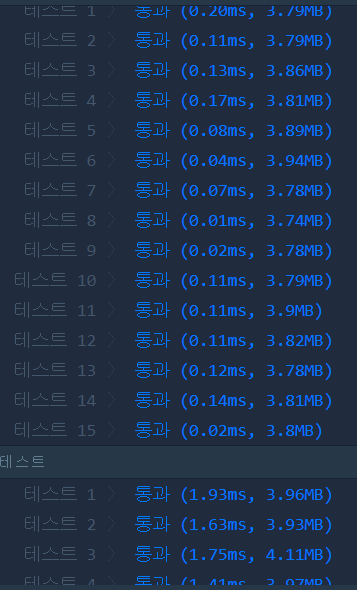 테스트 1 〉 통과 (0.20ms, 3.79MB)
테스트 2 〉 통과 (0.11ms, 3.79MB)
테스트 3 〉 통과 (0.13ms, 3.86MB)
테스트 4 〉 통과 (0.17ms, 3.81MB)
테스트 5 〉 통과 (0.08ms, 3.89MB)
테스트 6 〉 통과 (0.04ms, 3.94MB)
테스트 7 〉 통과 (0.07ms, 3.78MB)
테스트 8 〉 통과 (0.01ms, 3.74MB)
테스트 9 〉 통과 (0.02ms, 3.78MB)
테스트 10 〉 통과 (0.11ms, 3.79MB)
테스트 11 〉 통과 (0.11ms, 3.9MB)
테스트 12 〉 통과 (0.11ms, 3.82MB)
테스트 13 〉 통과 (0.12ms, 3.78MB)
테스트 14 〉 통과 (0.14ms, 3.81MB)
테스트 15 〉 통과 (0.02ms, 3.8MB)
테스트
테스트 1 〉 통과 (1.93ms, 3.96MB)
테스트 2 〉 통과 (1.63ms, 3.93MB)
테스트 3 〉 통과 (1.75ms, 4.11MB)
테스트 4 〉 통과 (1.41ms, 3.97MB)